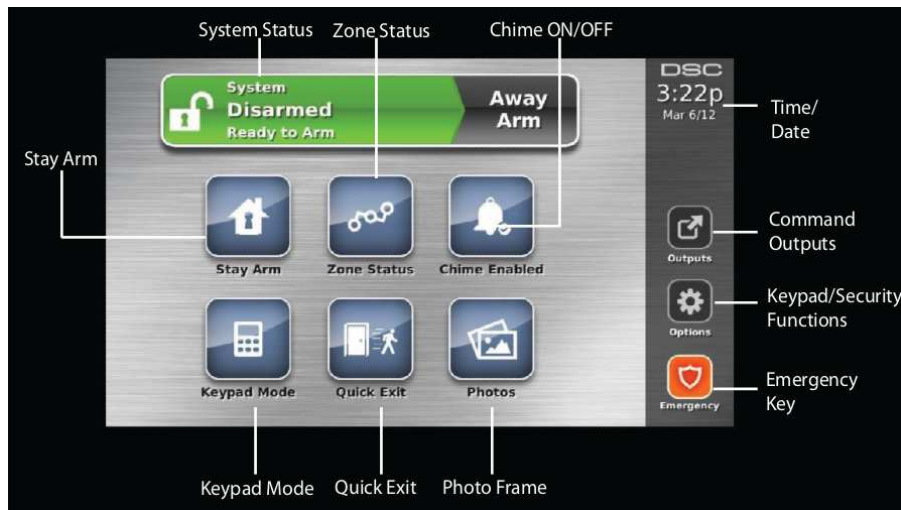 System Status Zone Status Chime ON/OFF
System
Disarmed
Ready to Arm
Away
Arm
DSC
3:22p
Mar 6/12
Time/
Date
Stay Arm
Stay Arm Zone Status Chime Enabled
Outputs
Command
Outputs
Options
Keypad/Security
Functions
Keypad Mode Quick Exit Photos
Emergency
Emergency
Key
Keypad Mode Quick Exit Photo Frame